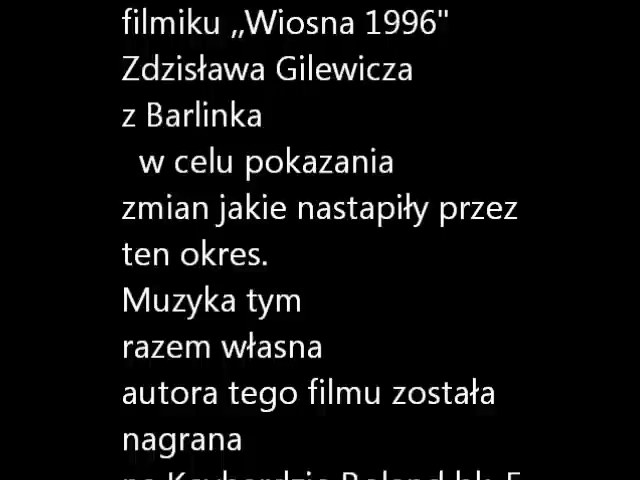 filmiku ,,Wiosna 1996"
Zdzisława Gilewicza
z Barlinka
w celu pokazania
zmian jakie nastapiły przez
ten okres.
Muzyka tym
razem własna
autora tego filmu została
nagrana